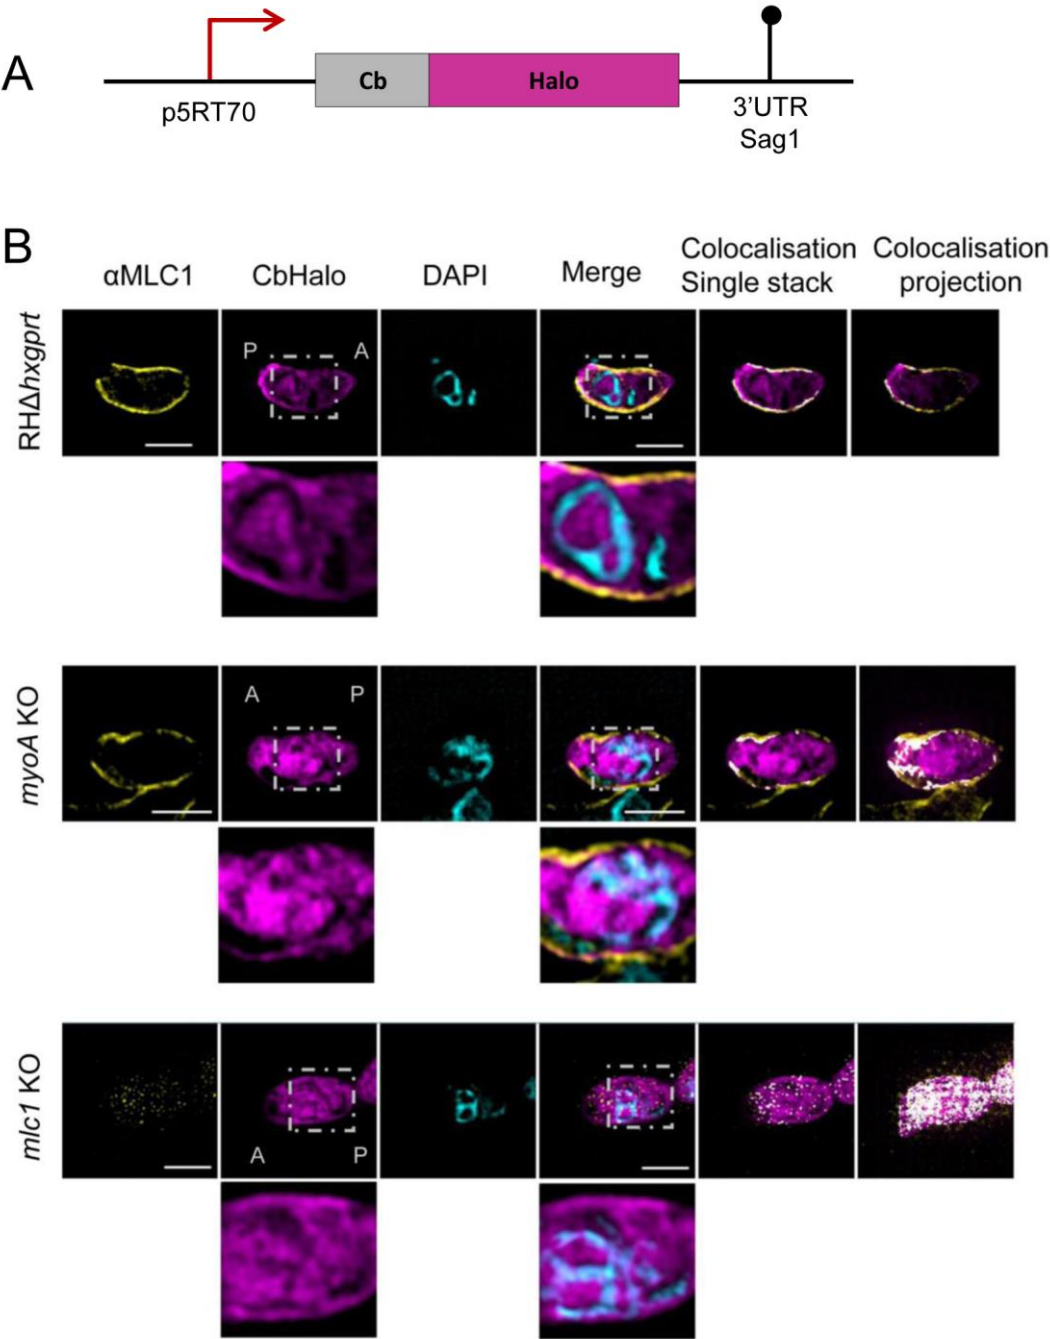 A
Cb
Halo
p5RT70
3’UTR
Sag1
B
αMLC1
CbHalo
DAPI
Merge
Colocalisation
Single stack
Colocalisation
projection
RHΔhxgprt
P
A
myoA KO
A
P
mlc1 KO
A
P